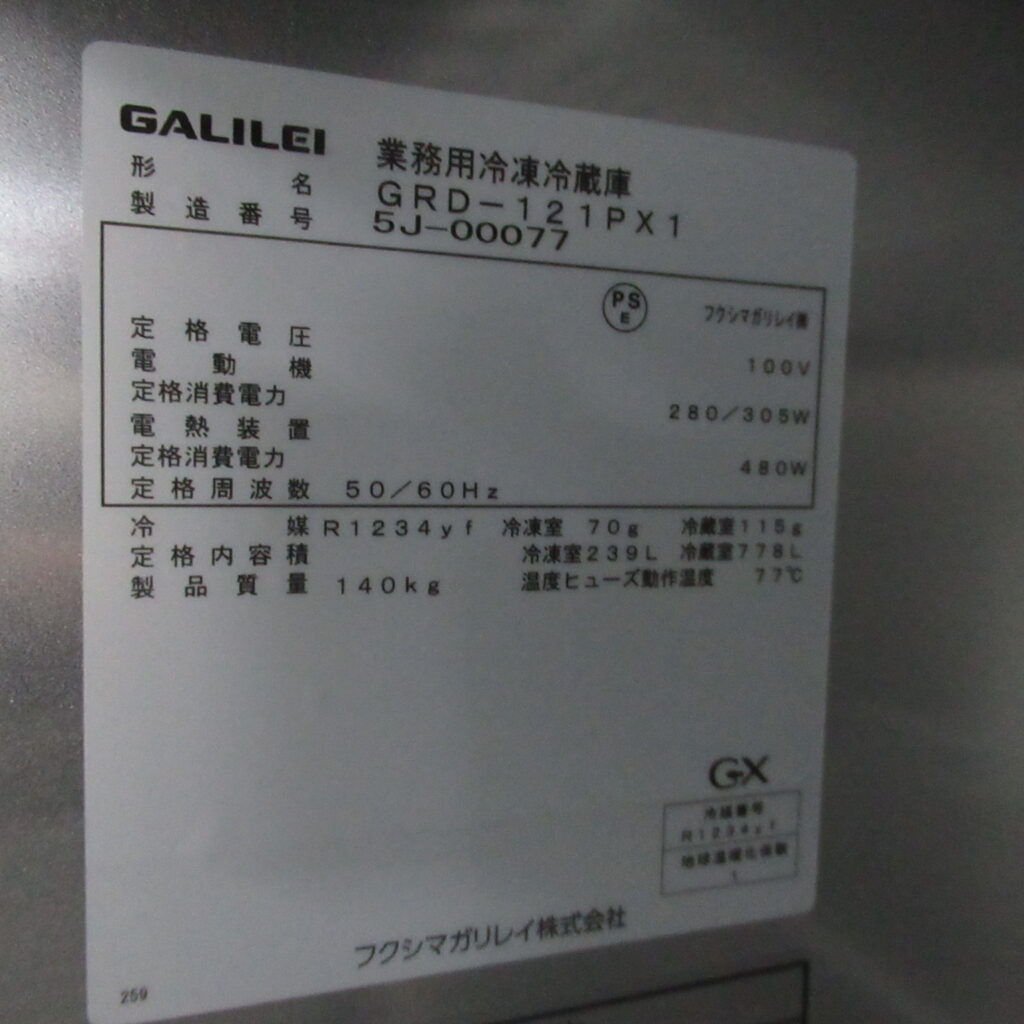 GALILEI
業務用冷凍冷蔵庫
形名 GRD-121PX1
製造番号 5J-00077
PS E フクシマガリレイ㈱
定格電圧 100V
電動機
定格消費電力 280/305W
電熱装置
定格消費電力 480W
定格周波数 50/60Hz
冷媒 R1234yf 冷凍室 70g 冷蔵室115g
定格内容積 冷凍室239L 冷蔵室778L
製品質量 140kg 温度ヒューズ動作温度 77℃
GX
冷媒番号
R1234yf
地球温暖化係数
1
フクシマガリレイ株式会社
259